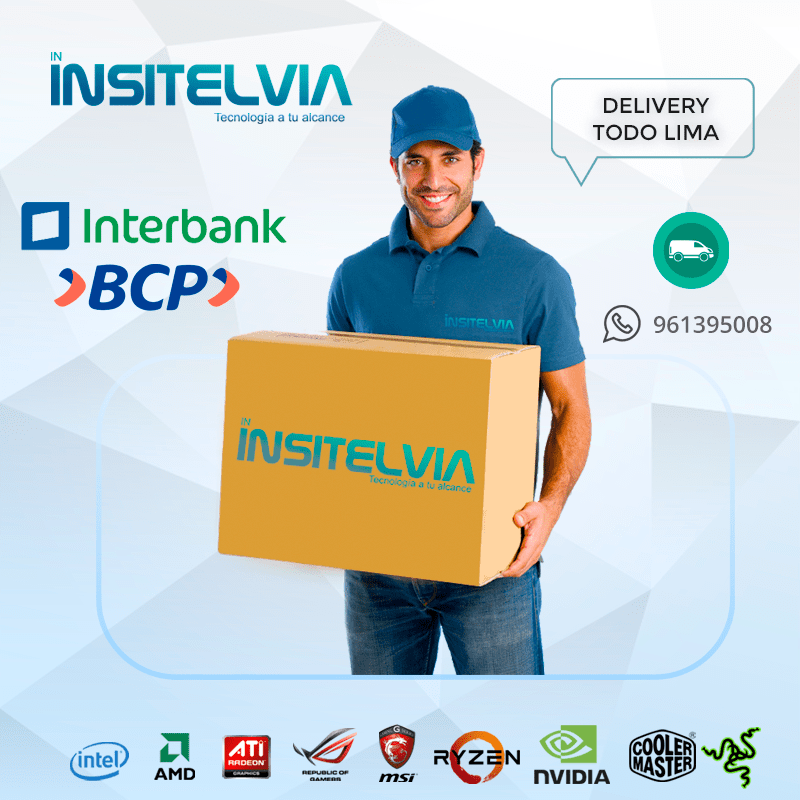 IN
INSITELVIA
Tecnología a tu alcance
DELIVERY
TODO LIMA
Interbank
BCP
961395008
INSITELVIA
IN
INSITELVIA
Tecnología a tu alcance
intel
AMD
ATI
RADEON
GRAPHICS
REPUBLIC OF
GAMERS
msi
RYZEN
NVIDIA
COOLER
MASTER